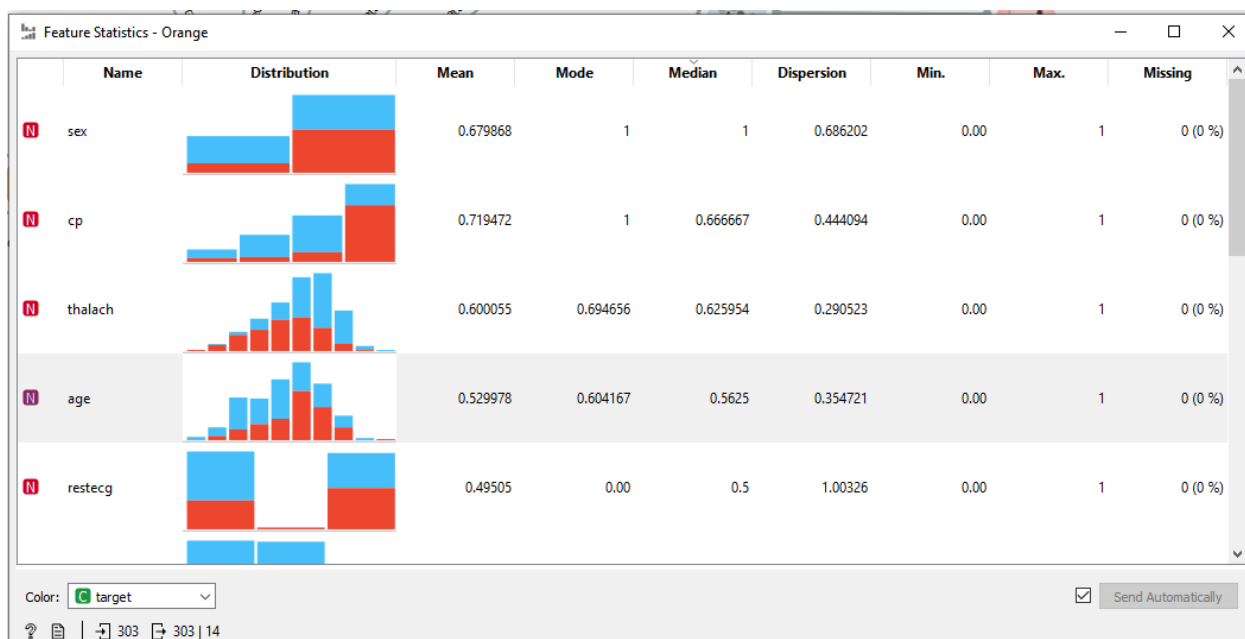 Feature Statistics - Orange
Name Distribution Mean Mode Median Dispersion Min. Max. Missing
N sex 0.679868 1 1 0.686202 0.00 1 0 (0 %)
N cp 0.719472 1 0.666667 0.444094 0.00 1 0 (0 %)
N thalach 0.600055 0.694656 0.625954 0.290523 0.00 1 0 (0 %)
N age 0.529978 0.604167 0.5625 0.354721 0.00 1 0 (0 %)
N restecg 0.49505 0.00 0.5 1.00326 0.00 1 0 (0 %)
Color: C target Send Automatically
? 303 303 | 14